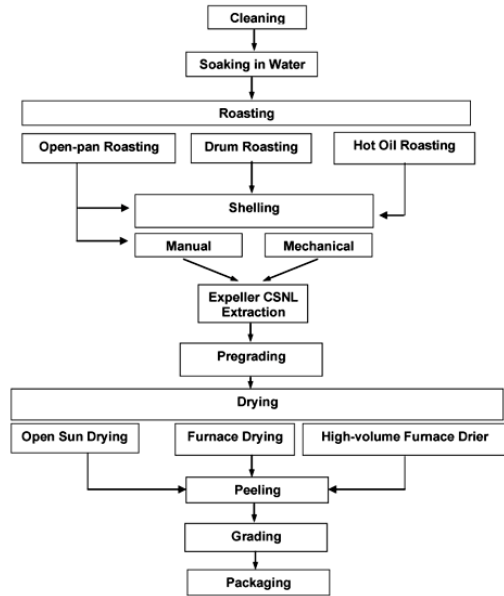 Cleaning
Soaking in Water
Roasting
Open-pan Roasting
Drum Roasting
Hot Oil Roasting
Shelling
Manual
Mechanical
Expeller CSNL
Extraction
Pregrading
Drying
Open Sun Drying
Furnace Drying
High-volume Furnace Drier
Peeling
Grading
Packaging